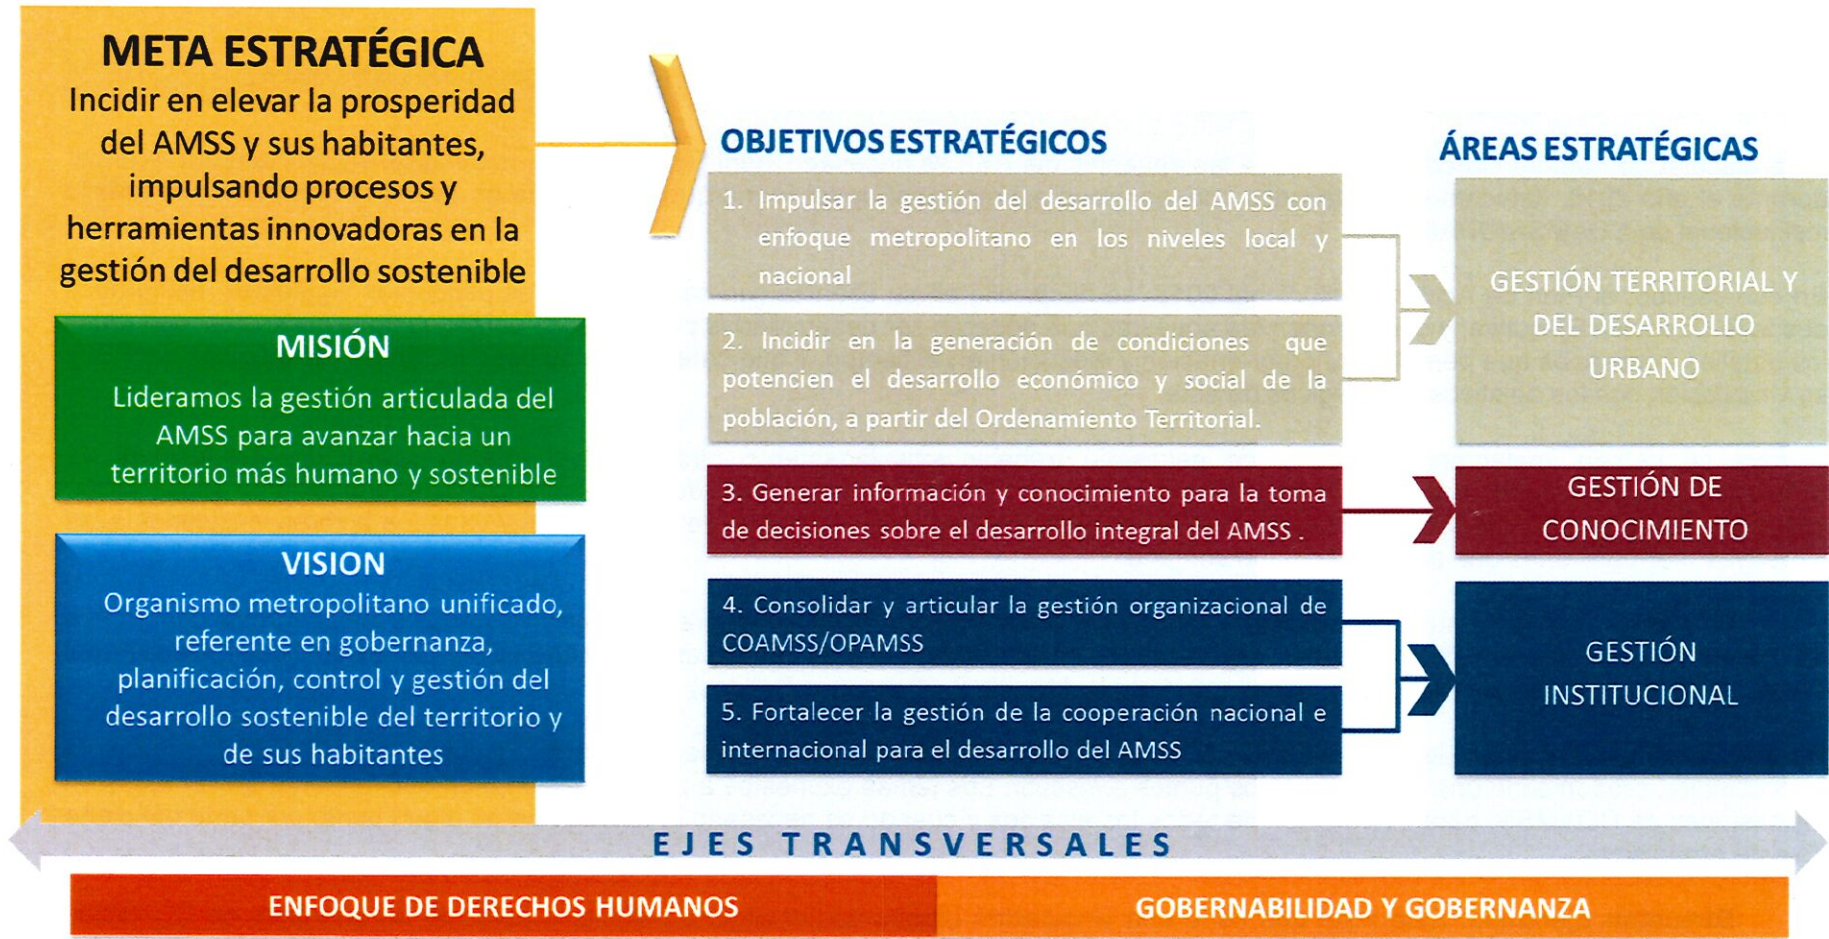 META ESTRATÉGICA
Incidir en elevar la prosperidad
del AMSS y sus habitantes,
impulsando procesos y
herramientas innovadoras en la
gestión del desarrollo sostenible
MISIÓN
Lideramos la gestión articulada del
AMSS para avanzar hacia un
territorio más humano y sostenible
VISION
Organismo metropolitano unificado,
referente en gobernanza,
planificación, control y gestión del
desarrollo sostenible del territorio y
de sus habitantes
OBJETIVOS ESTRATÉGICOS
1. Impulsar la gestión del desarrollo del AMSS con
enfoque metropolitano en los niveles local y
nacional
2. Incidir en la generación de condiciones que
potencien el desarrollo económico y social de la
población, a partir del Ordenamiento Territorial.
3. Generar información y conocimiento para la toma
de decisiones sobre el desarrollo integral del AMSS .
4. Consolidar y articular la gestión organizacional de
COAMSS/OPAMSS
5. Fortalecer la gestión de la cooperación nacional e
internacional para el desarrollo del AMSS
ÁREAS ESTRATÉGICAS
GESTIÓN TERRITORIAL Y
DEL DESARROLLO
URBANO
GESTIÓN DE
CONOCIMIENTO
GESTIÓN
INSTITUCIONAL
EJES TRANSVERSALES
ENFOQUE DE DERECHOS HUMANOS
GOBERNABILIDAD Y GOBERNANZA